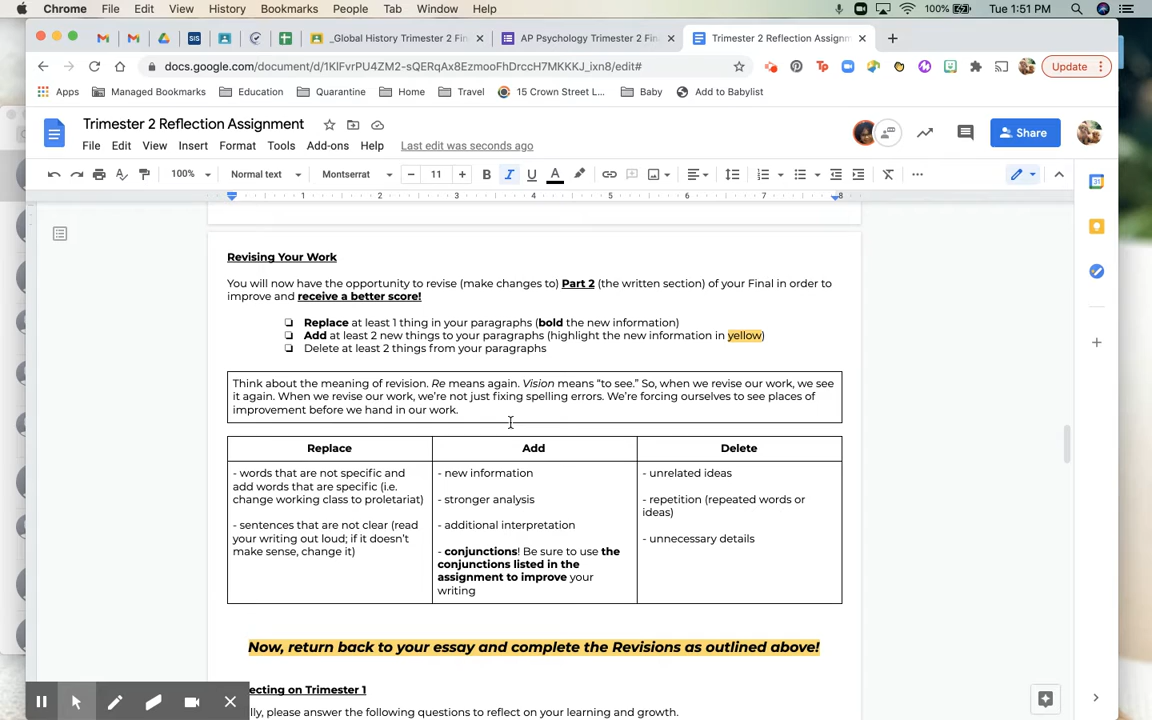 Chrome File Edit View History Bookmarks People Tab Window Help 100% Tue 1:51 PM
_Global History Trimester 2 Fin AP Psychology Trimester 2 Fin Trimester 2 Reflection Assignm
docs.google.com/document/d/1KIFvrPU4ZM2-sQERqAx8EzmooFhDrccH7MKKKJ_ixn8/edit# Update
Apps Managed Bookmarks Education Quarantine Home Travel 15 Crown Street L... Baby Add to Babylist
Trimester 2 Reflection Assignment
File Edit View Insert Format Tools Add-ons Help Last edit was seconds ago Share
100% Normal text Montserrat 11
1 2 3 4 5 6 7 8
Revising Your Work
You will now have the opportunity to revise (make changes to) Part 2 (the written section) of your Final in order to
improve and receive a better score!
Replace at least 1 thing in your paragraphs (bold the new information)
Add at least 2 new things to your paragraphs (highlight the new information in yellow)
Delete at least 2 things from your paragraphs
Think about the meaning of revision. Re means again. Vision means “to see.” So, when we revise our work, we see
it again. When we revise our work, we’re not just fixing spelling errors. We’re forcing ourselves to see places of
improvement before we hand in our work.
Replace Add Delete
- words that are not specific and
add words that are specific (i.e.
change working class to proletariat)
- sentences that are not clear (read
your writing out loud; if it doesn’t
make sense, change it)
- new information
- stronger analysis
- additional interpretation
- conjunctions! Be sure to use the
conjunctions listed in the
assignment to improve your
writing
- unrelated ideas
- repetition (repeated words or
ideas)
- unnecessary details
Now, return back to your essay and complete the Revisions as outlined above!
ecting on Trimester 1
lly, please answer the following questions to reflect on your learning and growth.